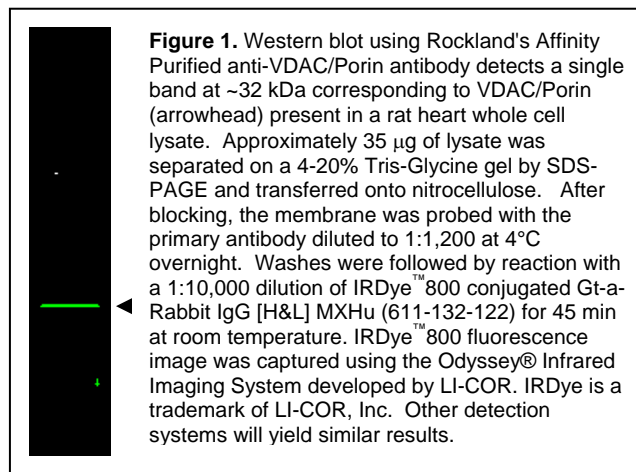 Figure 1. Western blot using Rockland's Affinity
Purified anti-VDAC/Porin antibody detects a single
band at ~32 kDa corresponding to VDAC/Porin
(arrowhead) present in a rat heart whole cell
lysate. Approximately 35 μg of lysate was
separated on a 4-20% Tris-Glycine gel by SDS-
PAGE and transferred onto nitrocellulose. After
blocking, the membrane was probed with the
primary antibody diluted to 1:1,200 at 4°C
overnight. Washes were followed by reaction with
a 1:10,000 dilution of IRDye™800 conjugated Gt-a-
Rabbit IgG [H&L] MXHu (611-132-122) for 45 min
at room temperature. IRDye™800 fluorescence
image was captured using the Odyssey® Infrared
Imaging System developed by LI-COR. IRDye is a
trademark of LI-COR, Inc. Other detection
systems will yield similar results.